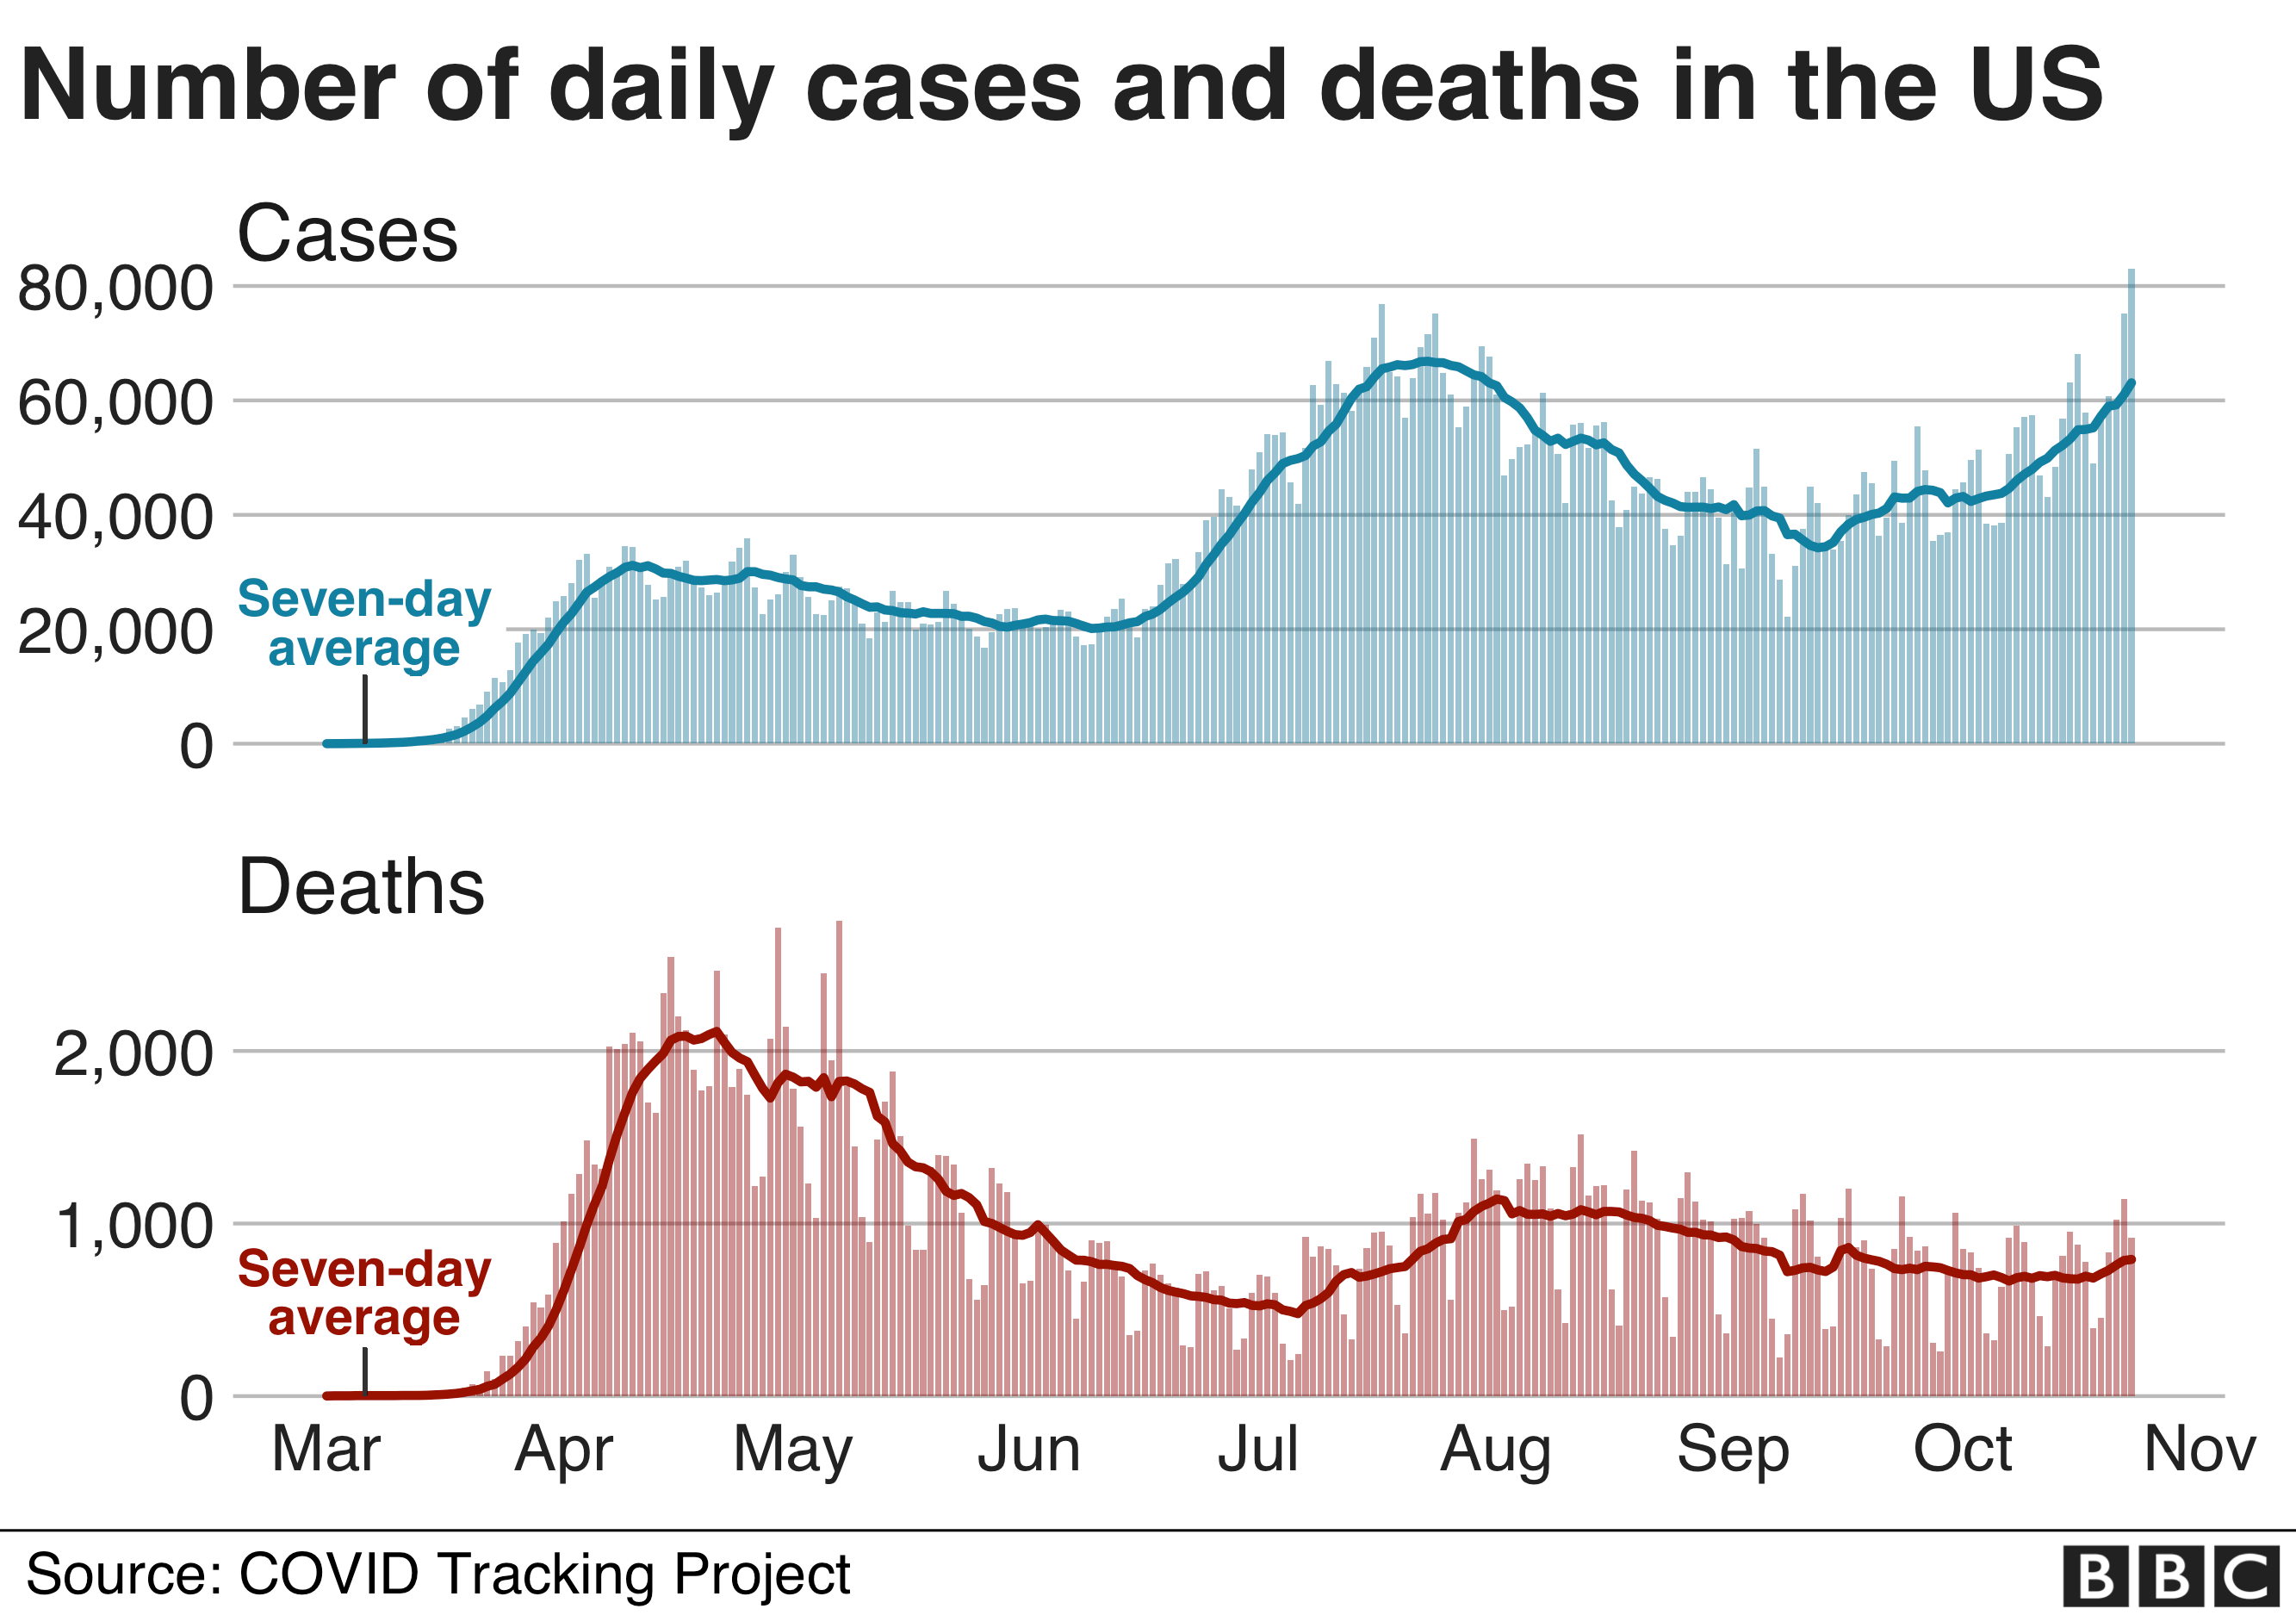 Number of daily cases and deaths in the US
Cases
80,000
60,000
40,000
Seven-day
average
20,000
0
Deaths
2,000
1,000
Seven-day
average
0
Mar Apr May Jun Jul Aug Sep Oct Nov
Source: COVID Tracking Project
BBC